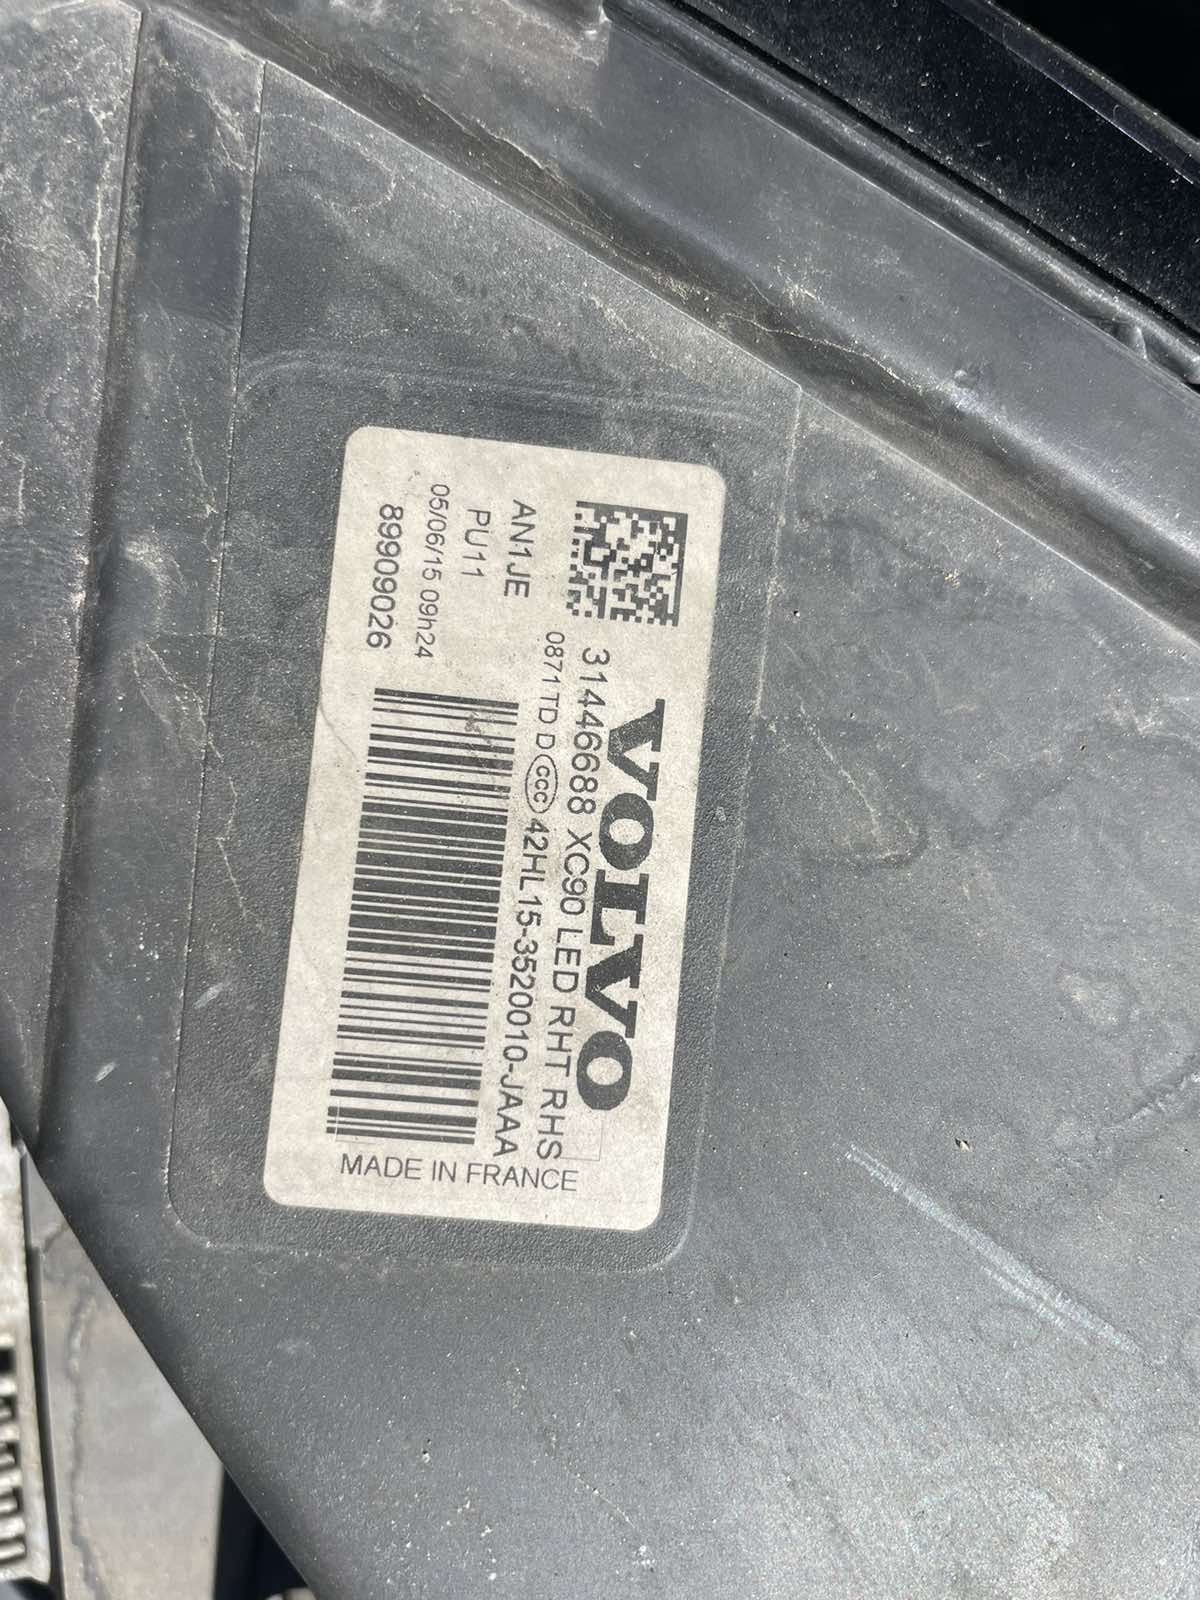 VOLVO
31446688 XC90 LED RHT RHS
0871 TD D CCC 42HL15-3520010-JAAA
AN1JE
PU11
05/06/15 09h24
89909026
MADE IN FRANCE